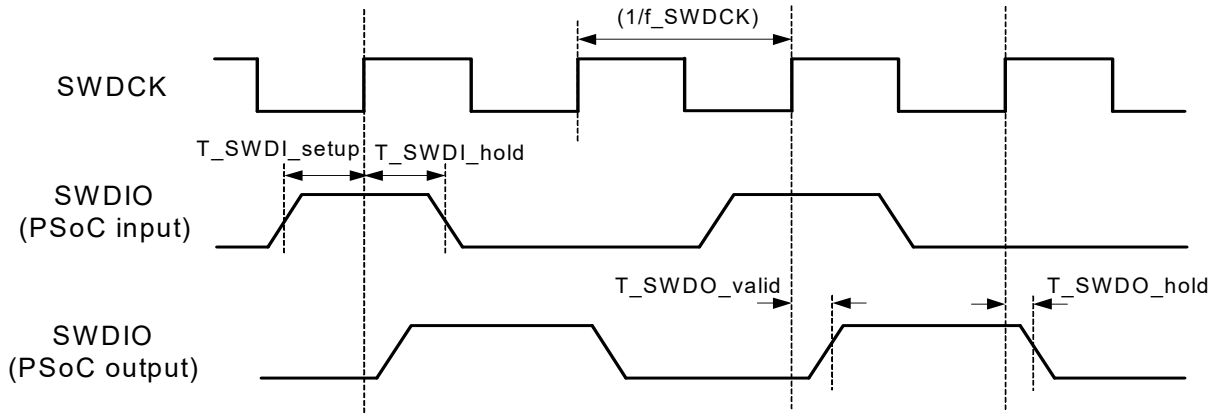 (1/f_SWDCK)
SWDCK
T_SWDI_setup T_SWDI_hold
SWDIO
(PSoC input)
T_SWDO_valid
T_SWDO_hold
SWDIO
(PSoC output)